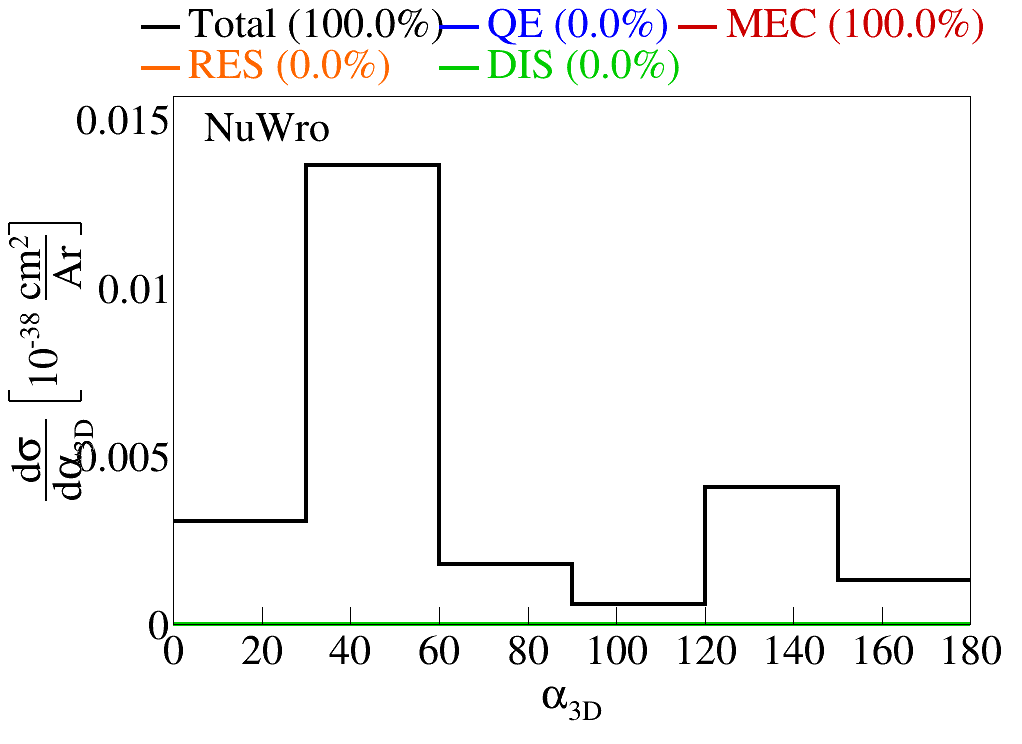 Total (100.0%) QE (0.0%) MEC (100.0%)
RES (0.0%) DIS (0.0%)
NuWro
0.015
0.01
0.005
0
0 20 40 60 80 100 120 140 160 180
α3D
dσ/dα3D [10^-38 cm^2/Ar]